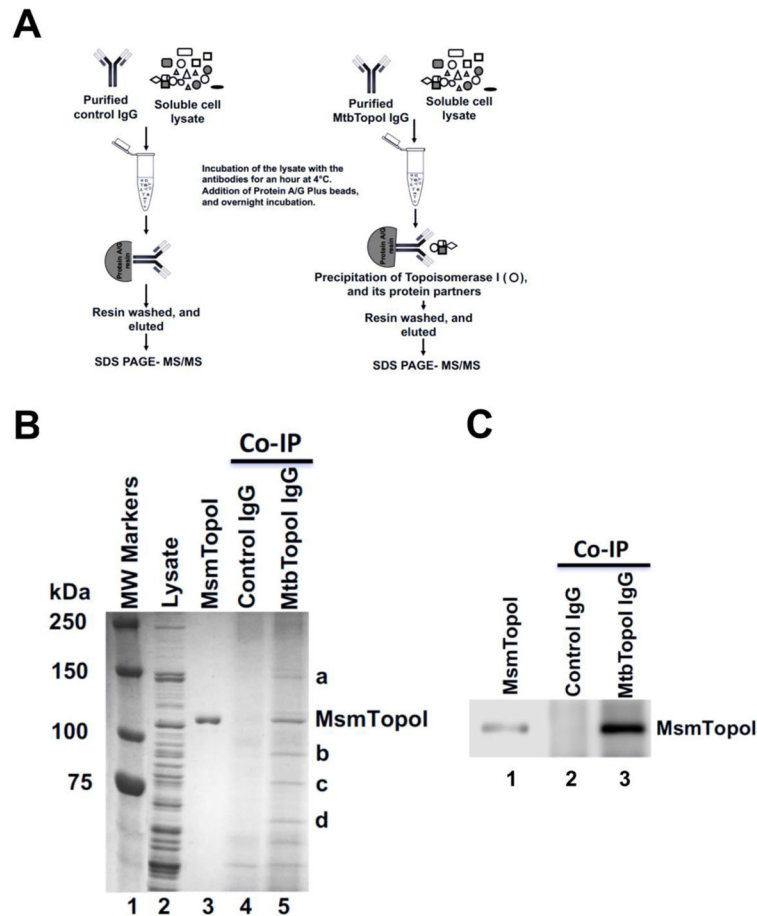 A
Purified
control IgG
Soluble cell
lysate
Purified
MtbTopoI IgG
Soluble cell
lysate
Incubation of the lysate with the
antibodies for an hour at 4°C.
Addition of Protein A/G Plus beads,
and overnight incubation.
Protein A/G
resin
Protein A/G
resin
Precipitation of Topoisomerase I (O),
and its protein partners
Resin washed, and
eluted
Resin washed, and
eluted
SDS PAGE- MS/MS
SDS PAGE- MS/MS
B
Co-IP
kDa
MW Markers
Lysate
MsmTopoI
Control IgG
MtbTopoI IgG
250
150
100
75
a
MsmTopoI
b
c
d
1 2 3 4 5
C
Co-IP
MsmTopoI
Control IgG
MtbTopoI IgG
MsmTopoI
1 2 3